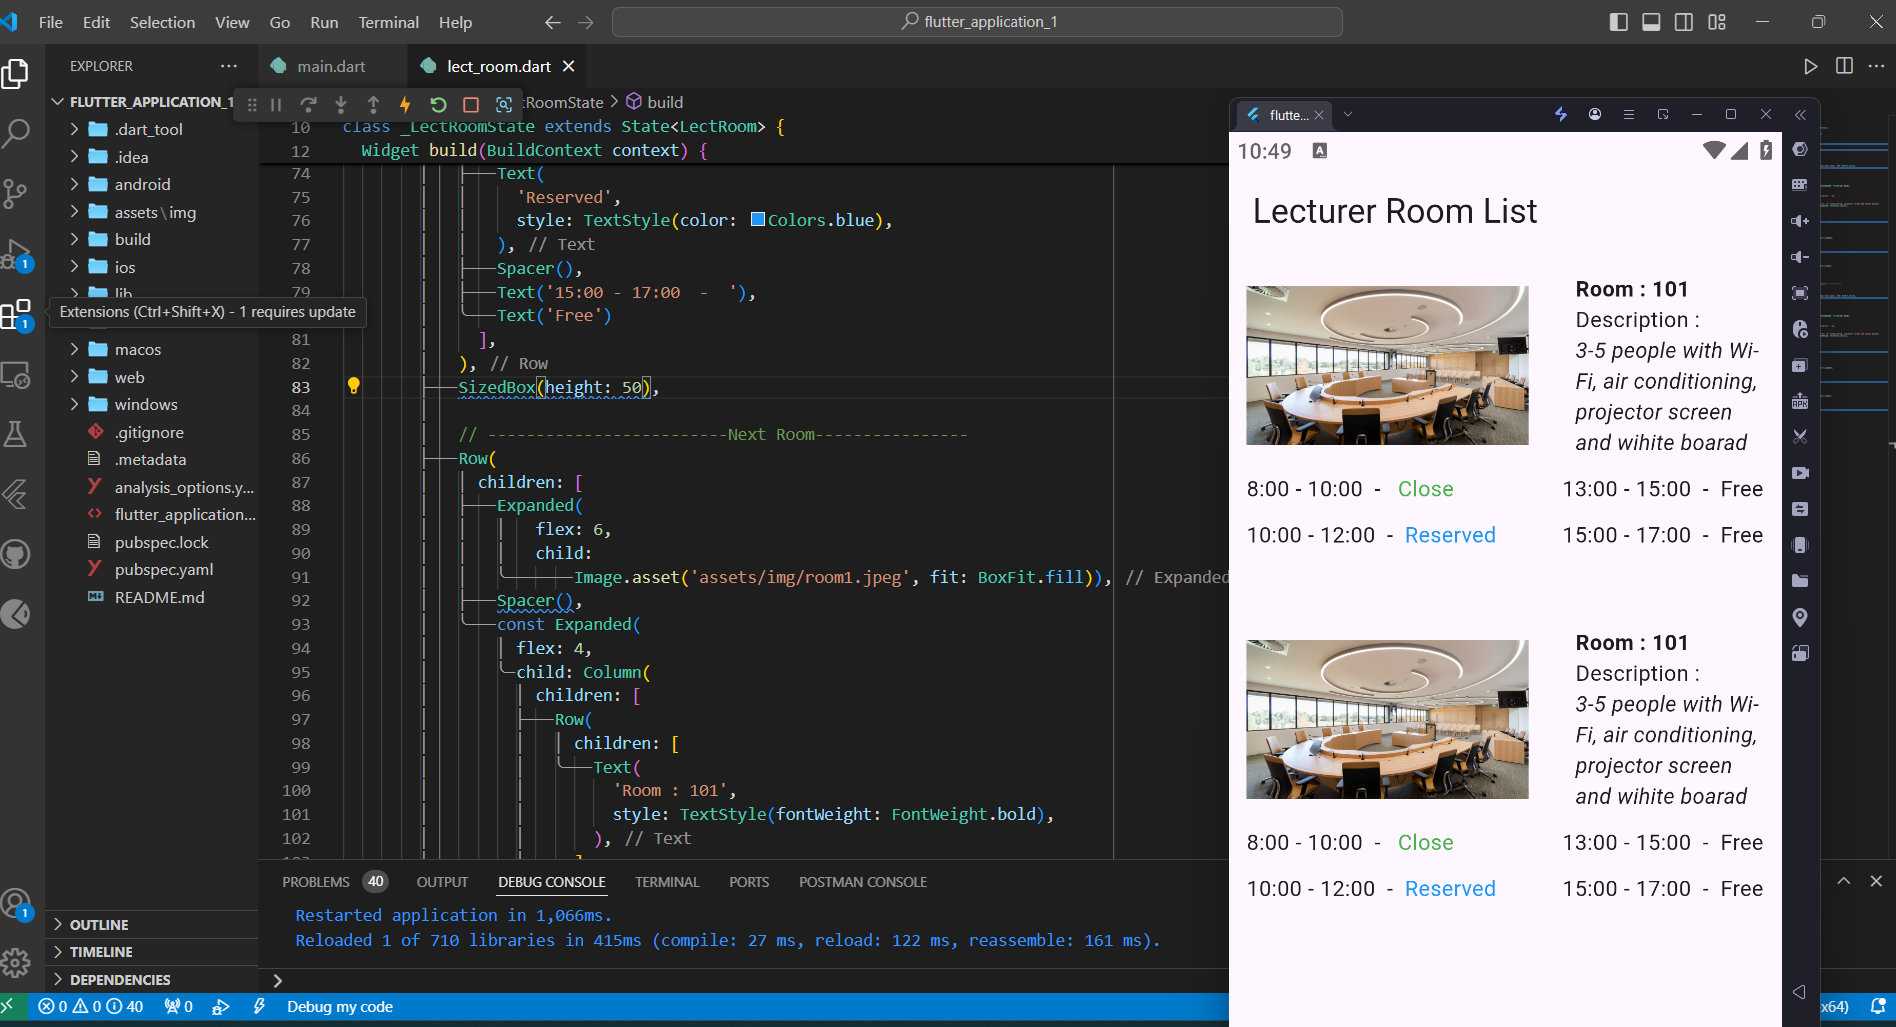 File Edit Selection View Go Run Terminal Help
flutter_application_1
EXPLORER
main.dart
lect_room.dart
FLUTTER_APPLICATION_1
ctRoomState > build
.dart_tool
.idea
android
assets\img
build
ios
lib
Extensions (Ctrl+Shift+X) - 1 requires update
macos
web
windows
.gitignore
.metadata
analysis_options.y...
flutter_application...
pubspec.lock
pubspec.yaml
README.md
OUTLINE
TIMELINE
DEPENDENCIES
10 class _LectRoomState extends State<LectRoom> {
12 Widget build(BuildContext context) {
74 Text(
75 'Reserved',
76 style: TextStyle(color: Colors.blue),
77 ), // Text
78 Spacer(),
79 Text('15:00 - 17:00  -  '),
Text('Free')
81 ],
82 ), // Row
83 SizedBox(height: 50),
84
85 // -------------------------Next Room----------------
86 Row(
87 children: [
88 Expanded(
89 flex: 6,
90 child:
91 Image.asset('assets/img/room1.jpeg', fit: BoxFit.fill)), // Expanded
92 Spacer(),
93 const Expanded(
94 flex: 4,
95 child: Column(
96 children: [
97 Row(
98 children: [
99 Text(
100 'Room : 101',
101 style: TextStyle(fontWeight: FontWeight.bold),
102 ), // Text
PROBLEMS 40 OUTPUT DEBUG CONSOLE TERMINAL PORTS POSTMAN CONSOLE
Restarted application in 1,066ms.
Reloaded 1 of 710 libraries in 415ms (compile: 27 ms, reload: 122 ms, reassemble: 161 ms).
0 0 40 0 Debug my code
x64)
flutte...
10:49 A
Lecturer Room List
Room : 101
Description :
3-5 people with Wi-
Fi, air conditioning,
projector screen
and wihite boarad
8:00 - 10:00 - Close 13:00 - 15:00 - Free
10:00 - 12:00 - Reserved 15:00 - 17:00 - Free
Room : 101
Description :
3-5 people with Wi-
Fi, air conditioning,
projector screen
and wihite boarad
8:00 - 10:00 - Close 13:00 - 15:00 - Free
10:00 - 12:00 - Reserved 15:00 - 17:00 - Free